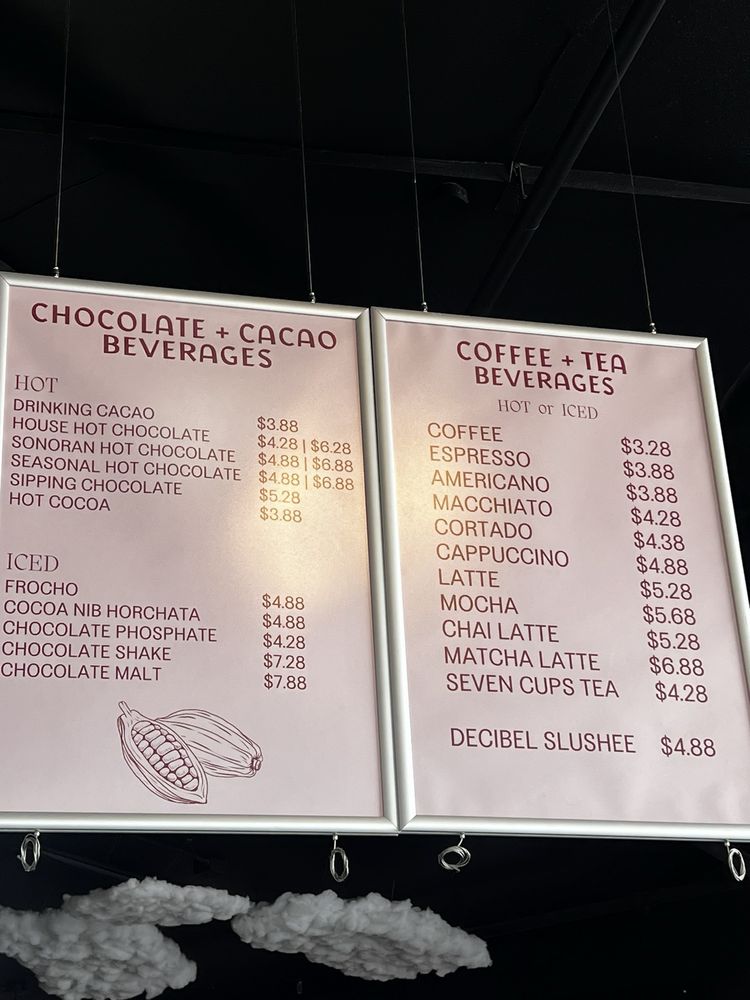 CHOCOLATE + CACAO
BEVERAGES
HOT
DRINKING CACAO $3.88
HOUSE HOT CHOCOLATE $4.28 | $6.28
SONORAN HOT CHOCOLATE $4.88 | $6.88
SEASONAL HOT CHOCOLATE $4.88 | $6.88
SIPPING CHOCOLATE $5.28
HOT COCOA $3.88
ICED
FROCHO $4.88
COCOA NIB HORCHATA $4.88
CHOCOLATE PHOSPHATE $4.28
CHOCOLATE SHAKE $7.28
CHOCOLATE MALT $7.88
COFFEE + TEA
BEVERAGES
HOT or ICED
COFFEE $3.28
ESPRESSO $3.88
AMERICANO $3.88
MACCHIATO $4.28
CORTADO $4.38
CAPPUCCINO $4.88
LATTE $5.28
MOCHA $5.68
CHAI LATTE $5.28
MATCHA LATTE $6.88
SEVEN CUPS TEA $4.28
DECIBEL SLUSHEE $4.88